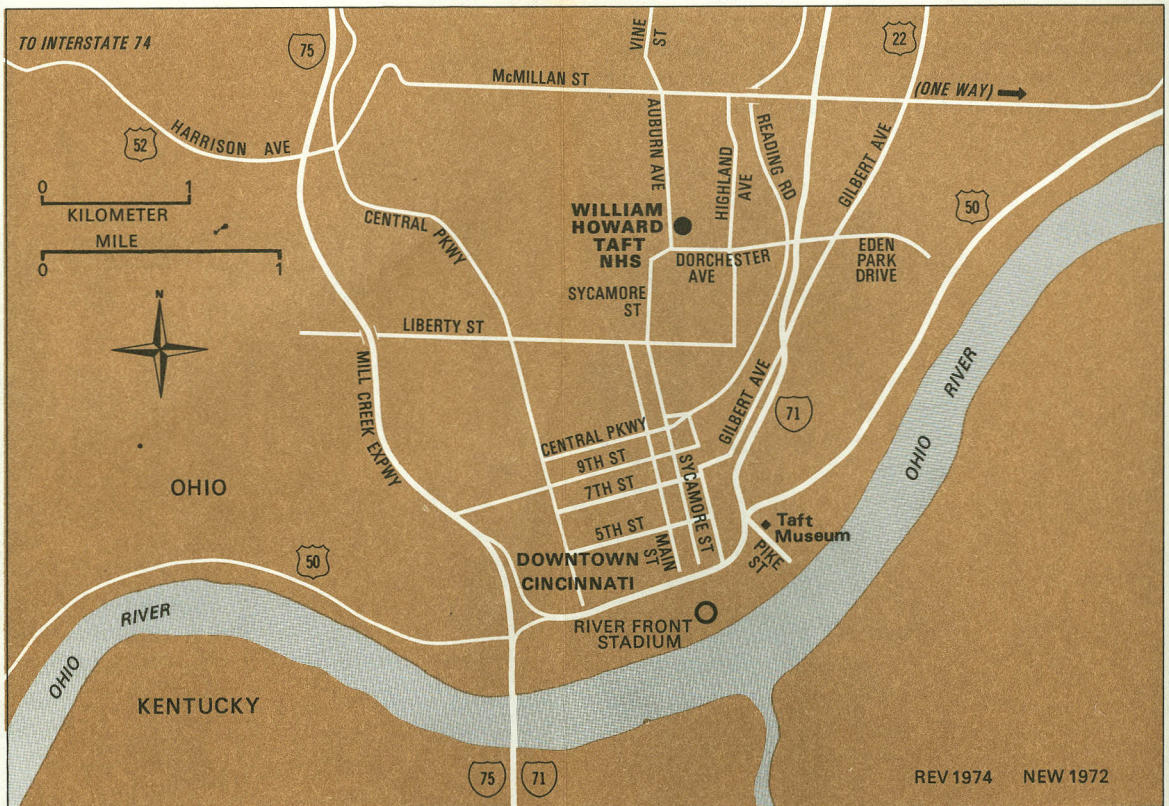 TO INTERSTATE 74
75
VINE
ST
22
McMILLAN ST
(ONE WAY)
52
HARRISON AVE
AUBURN AVE
HIGHLAND
AVE
READING RD
GILBERT AVE
50
0 1
KILOMETER
MILE
0 1
CENTRAL PKWY
WILLIAM
HOWARD
TAFT
NHS
DORCHESTER
AVE
EDEN
PARK
DRIVE
SYCAMORE
ST
N
LIBERTY ST
MILL CREEK EXPWY
OHIO RIVER
GILBERT AVE
71
CENTRAL PKWY
9TH ST
7TH ST
5TH ST
SYCAMORE ST
MAIN
ST
OHIO
Taft
Museum
PIKE
ST
DOWNTOWN
CINCINNATI
50
RIVER FRONT
STADIUM
OHIO RIVER
KENTUCKY
75
71
REV 1974 NEW 1972